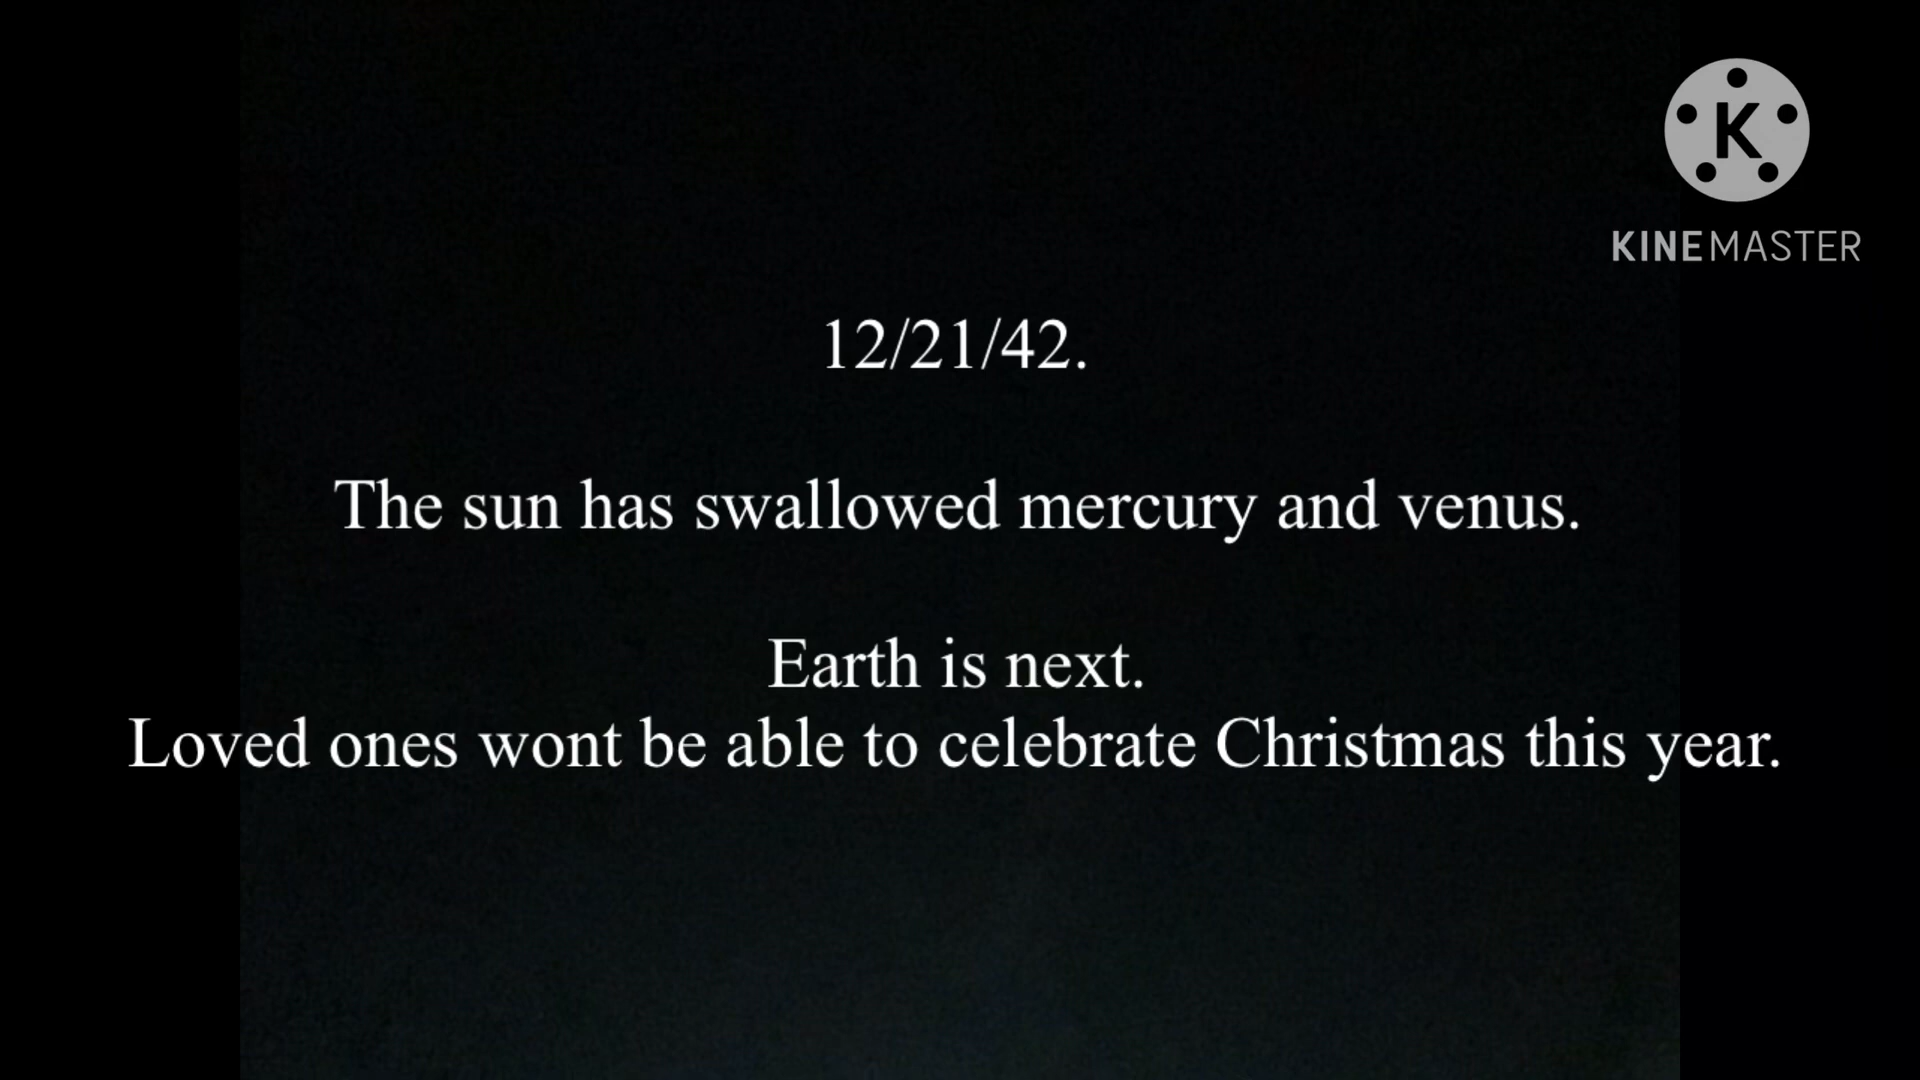 K
KINEMASTER
12/21/42.
The sun has swallowed mercury and venus.
Earth is next.
Loved ones wont be able to celebrate Christmas this year.